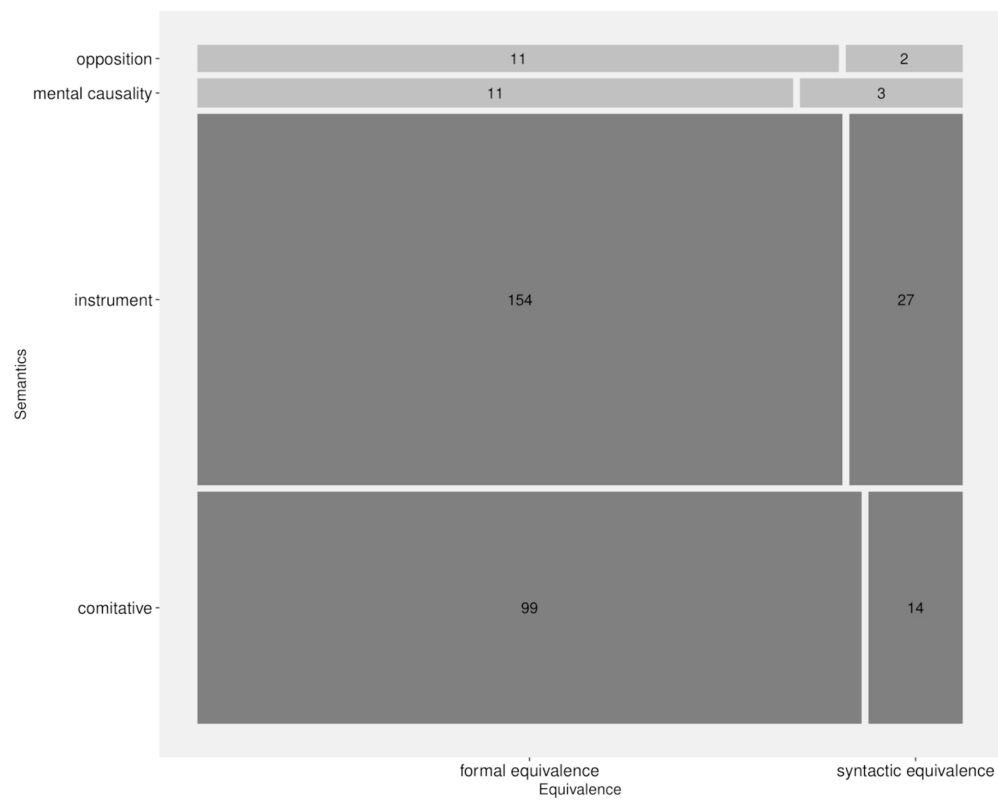 opposition
11
2
mental causality
11
3
instrument
154
27
Semantics
comitative
99
14
formal equivalence
syntactic equivalence
Equivalence